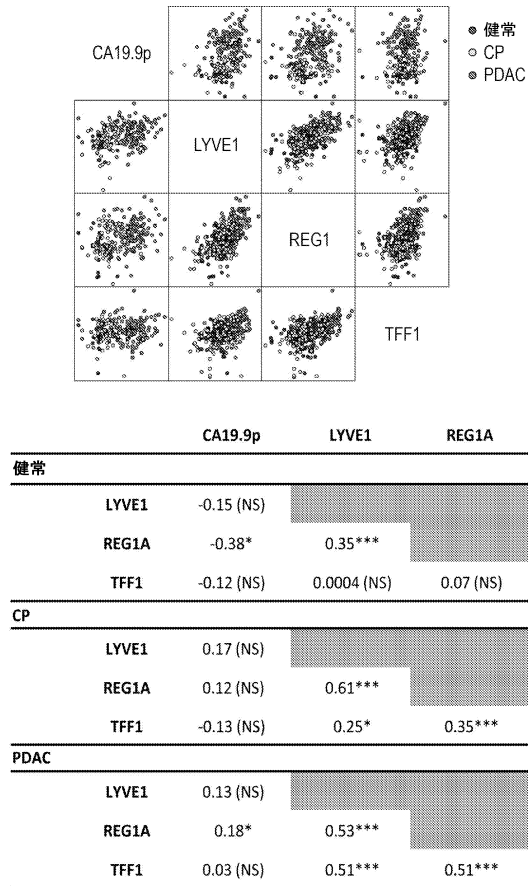 CA19.9p
健常
CP
PDAC
LYVE1
REG1
TFF1
CA19.9p LYVE1 REG1A
健常
LYVE1 -0.15 (NS)
REG1A -0.38* 0.35***
TFF1 -0.12 (NS) 0.0004 (NS) 0.07 (NS)
CP
LYVE1 0.17 (NS)
REG1A 0.12 (NS) 0.61***
TFF1 -0.13 (NS) 0.25* 0.35***
PDAC
LYVE1 0.13 (NS)
REG1A 0.18* 0.53***
TFF1 0.03 (NS) 0.51*** 0.51***